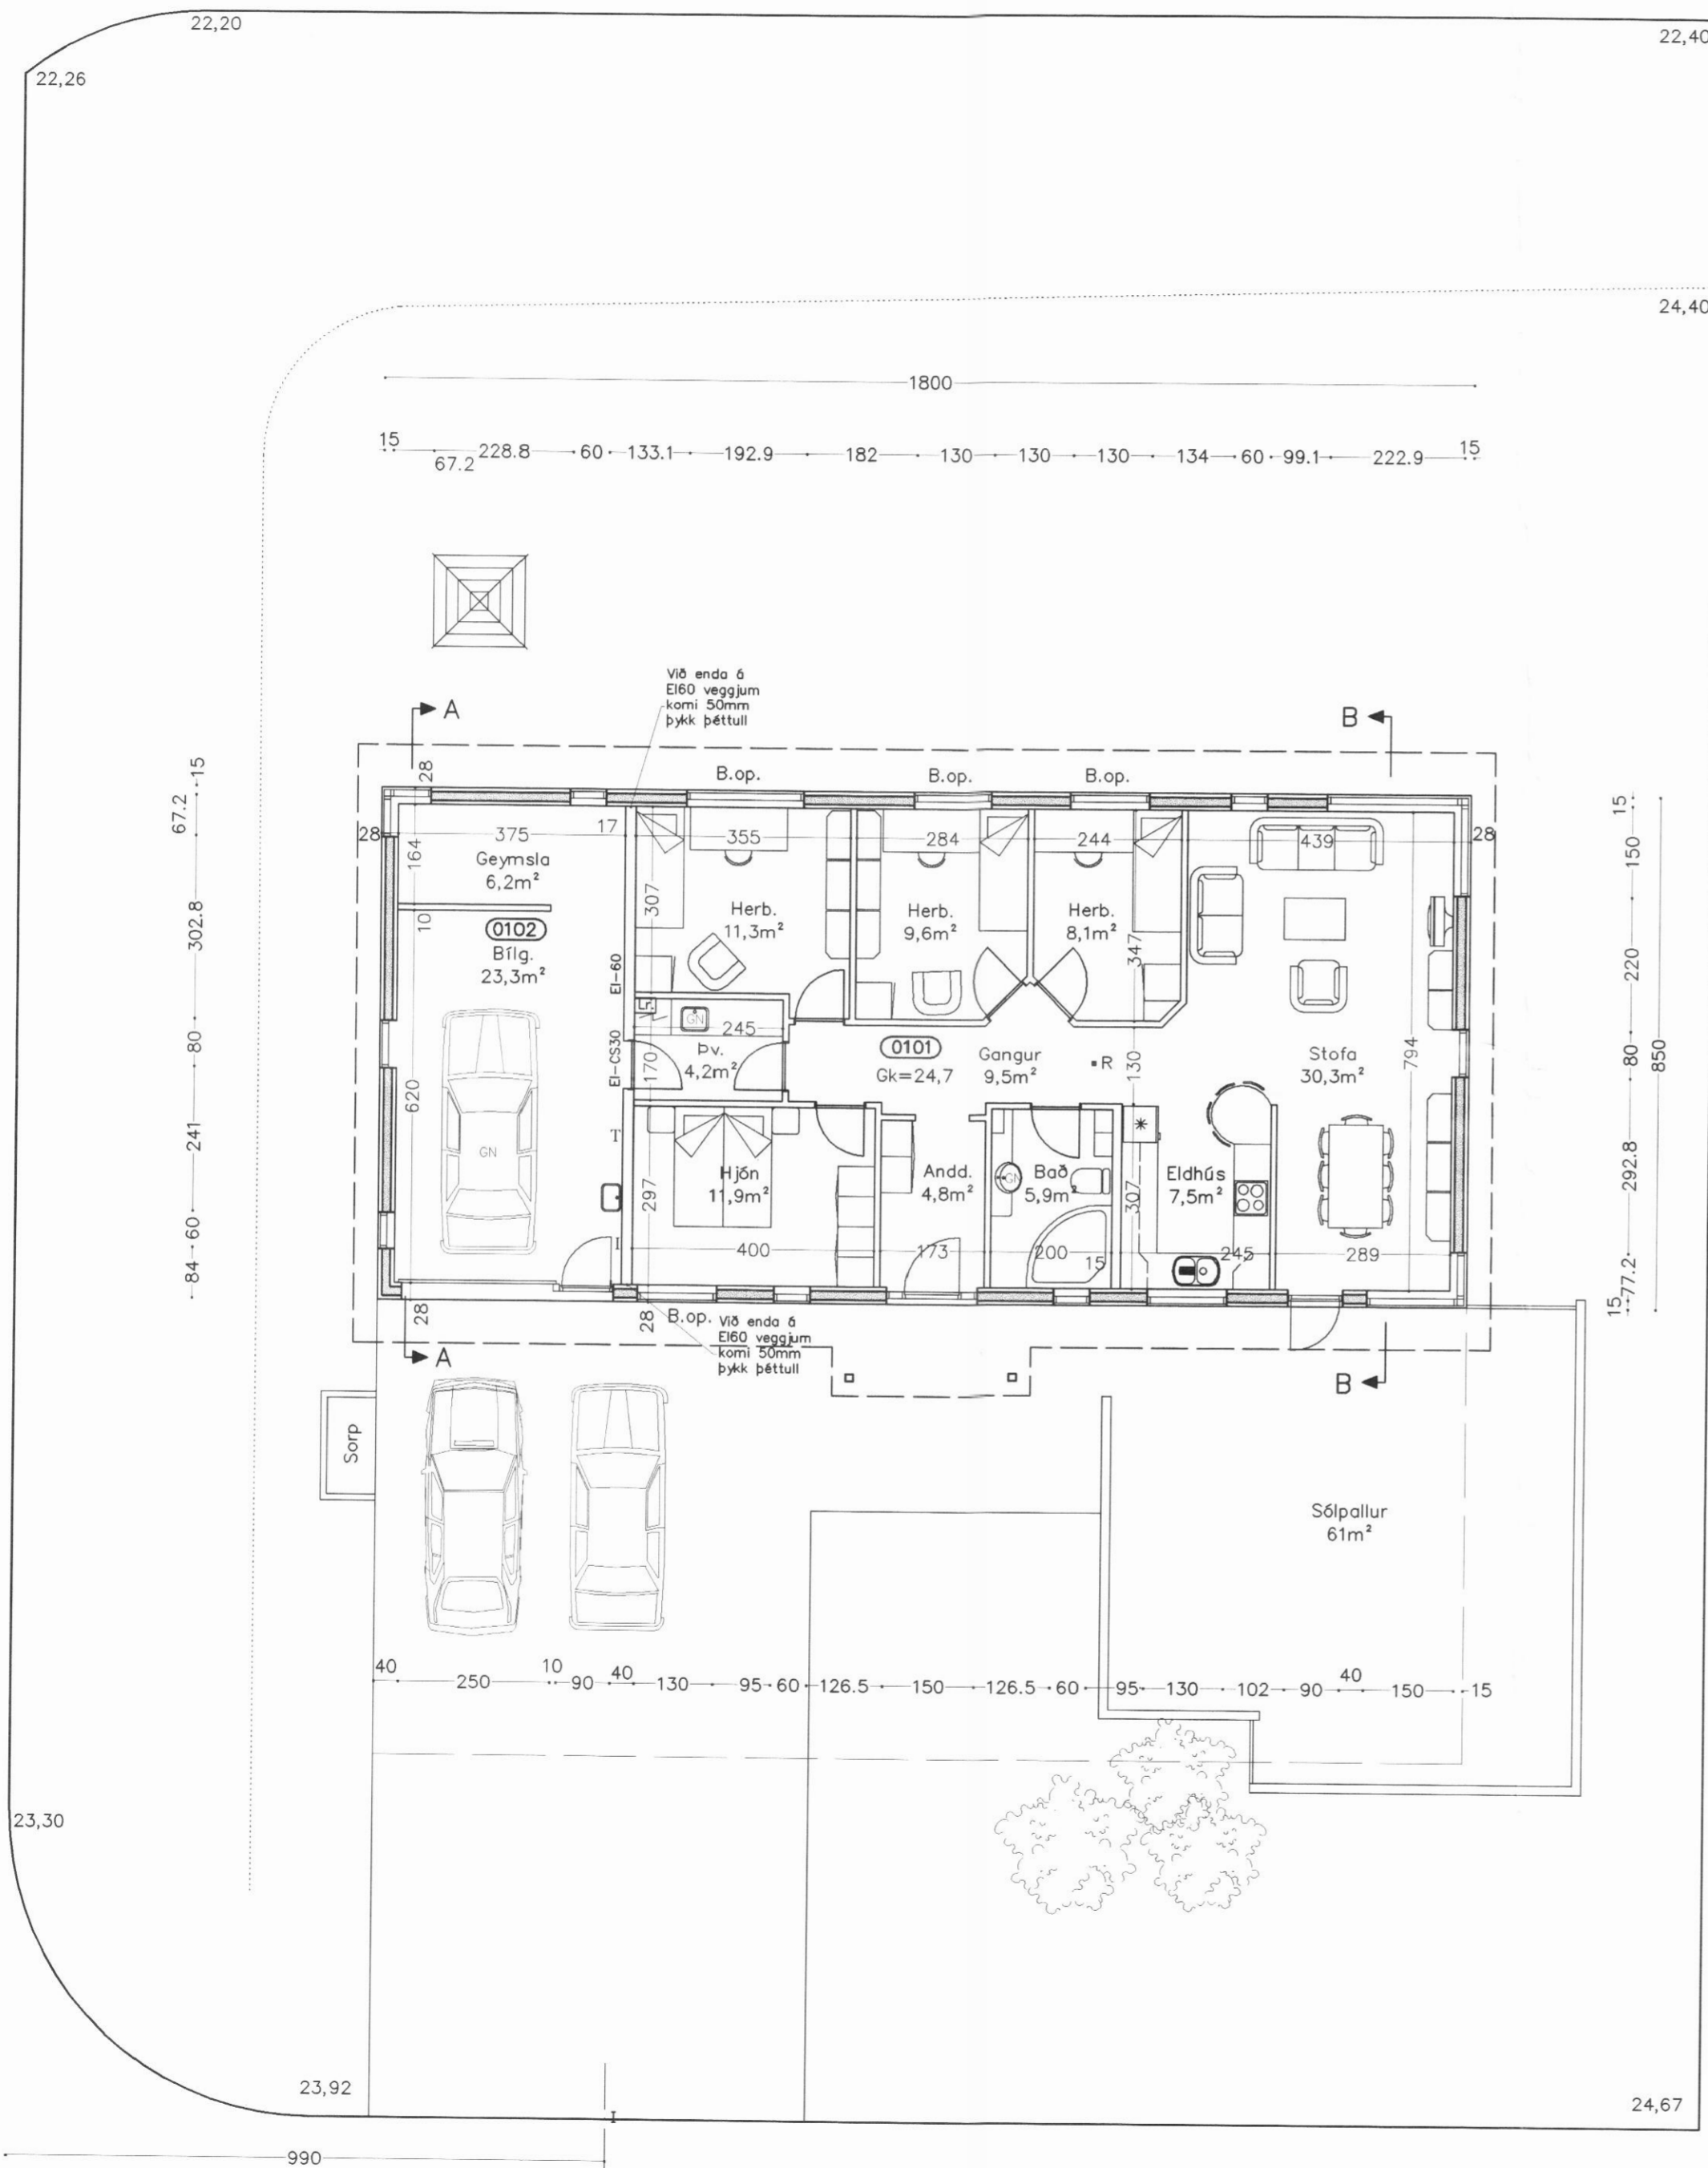 22,20
22,40
22,26
24,40
1800
15
67.2
228.8
60
133.1
192.9
182
130
130
130
134
60
99.1
222.9
15
Við enda á
EI60 veggjum
komi 50mm
þykk þéttull
A
B
B.op.
B.op.
B.op.
15
67.2
302.8
80
241
60
84
28
28
375
17
355
284
244
439
28
164
Geymsla
6,2m²
10
0102
Bílg.
23,3m²
EI-60
307
Herb.
11,3m²
Herb.
9,6m²
Herb.
8,1m²
347
15
150
220
80
292.8
77.2
15
850
EI-CS30
GN
245
Þv.
4,2m²
170
0101
Gk=24,7
Gangur
9,5m²
R
130
Stofa
30,3m²
794
620
GN
T
I
297
Hjón
11,9m²
400
Andd.
4,8m²
173
GN
Bað
5,9m²
200
15
307
Eldhús
7,5m²
245
289
28
28
B.op.
Við enda á
EI60 veggjum
komi 50mm
þykk þéttull
A
B
Sorp
Sólpallur
61m²
40
250
10
90
40
130
95
60
126.5
150
126.5
60
95
130
102
90
40
150
15
23,30
23,92
24,67
990